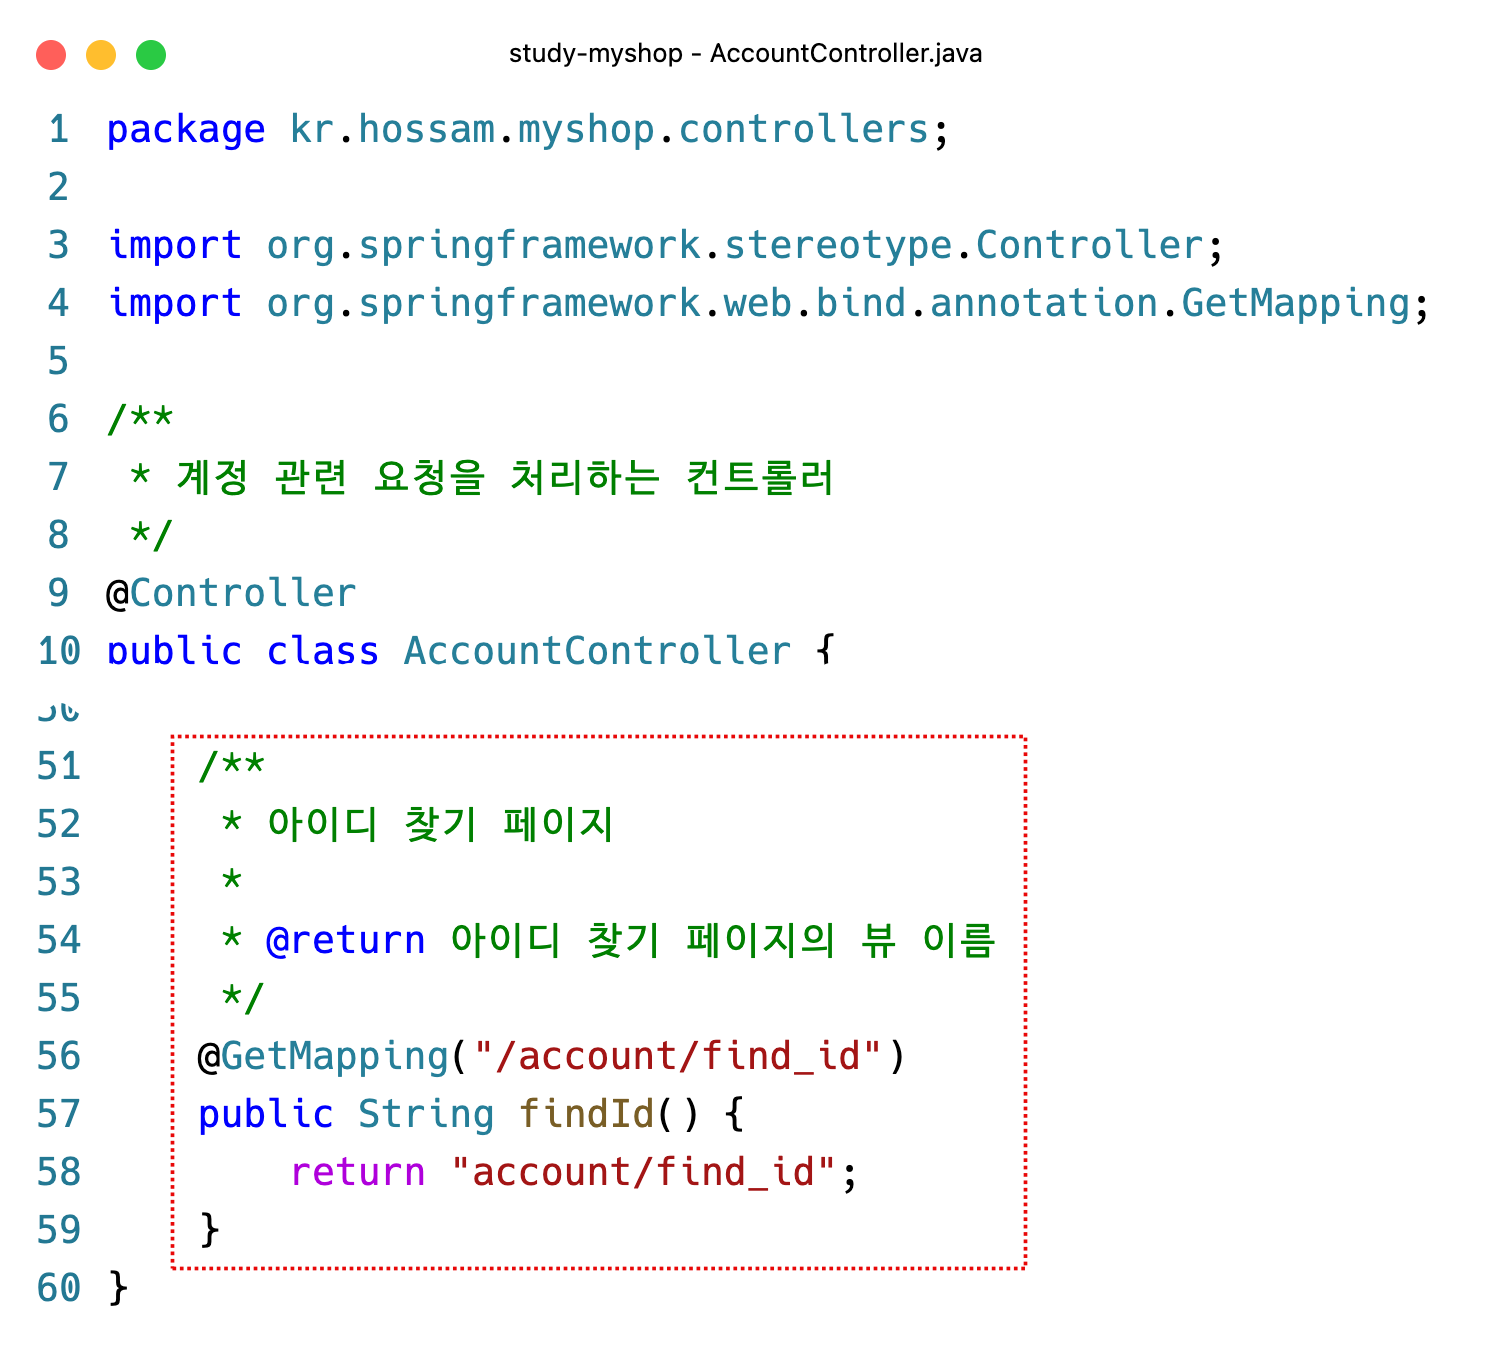 study-myshop - AccountController.java
1 package kr.hossam.myshop.controllers;
2
3 import org.springframework.stereotype.Controller;
4 import org.springframework.web.bind.annotation.GetMapping;
5
6 /**
7  * 계정 관련 요청을 처리하는 컨트롤러
8  */
9 @Controller
10 public class AccountController {
50
51     /**
52      * 아이디 찾기 페이지
53      *
54      * @return 아이디 찾기 페이지의 뷰 이름
55      */
56     @GetMapping("/account/find_id")
57     public String findId() {
58         return "account/find_id";
59     }
60 }